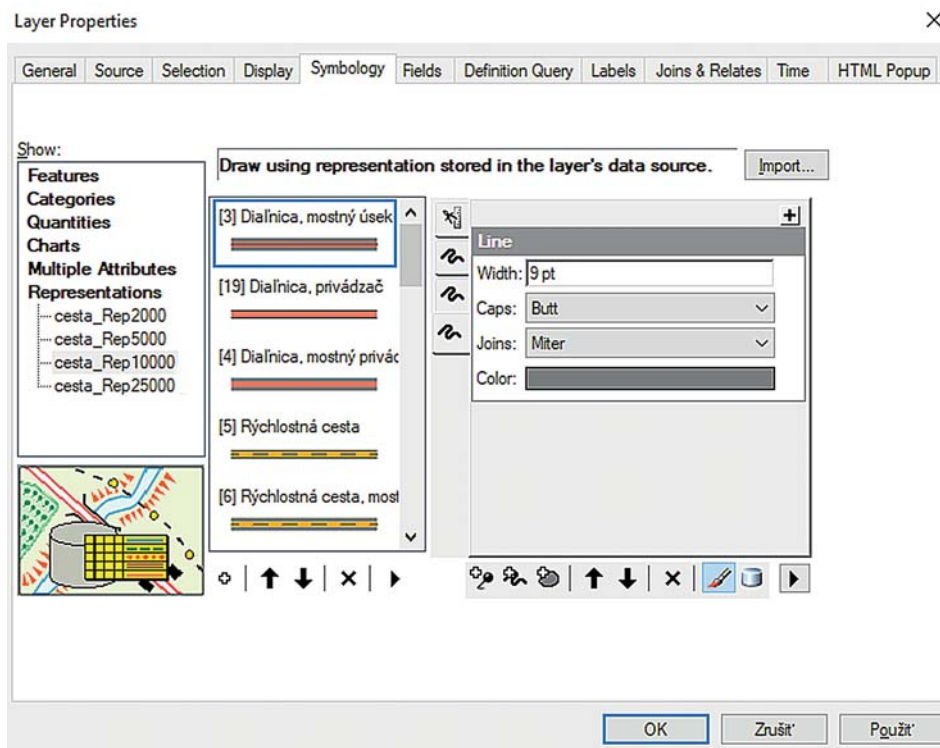 Layer Properties
General Source Selection Display Symbology Fields Definition Query Labels Joins & Relates Time HTML Popup
Show:
Features
Categories
Quantities
Charts
Multiple Attributes
Representations
cesta_Rep2000
cesta_Rep5000
cesta_Rep10000
cesta_Rep25000
Draw using representation stored in the layer's data source.
Import...
[3] Diaľnica, mostný úsek
[19] Diaľnica, privádzač
[4] Diaľnica, mostný privác
[5] Rýchlostná cesta
[6] Rýchlostná cesta, most
Line
Width: 9 pt
Caps: Butt
Joins: Miter
Color:
OK Zrušiť Použiť